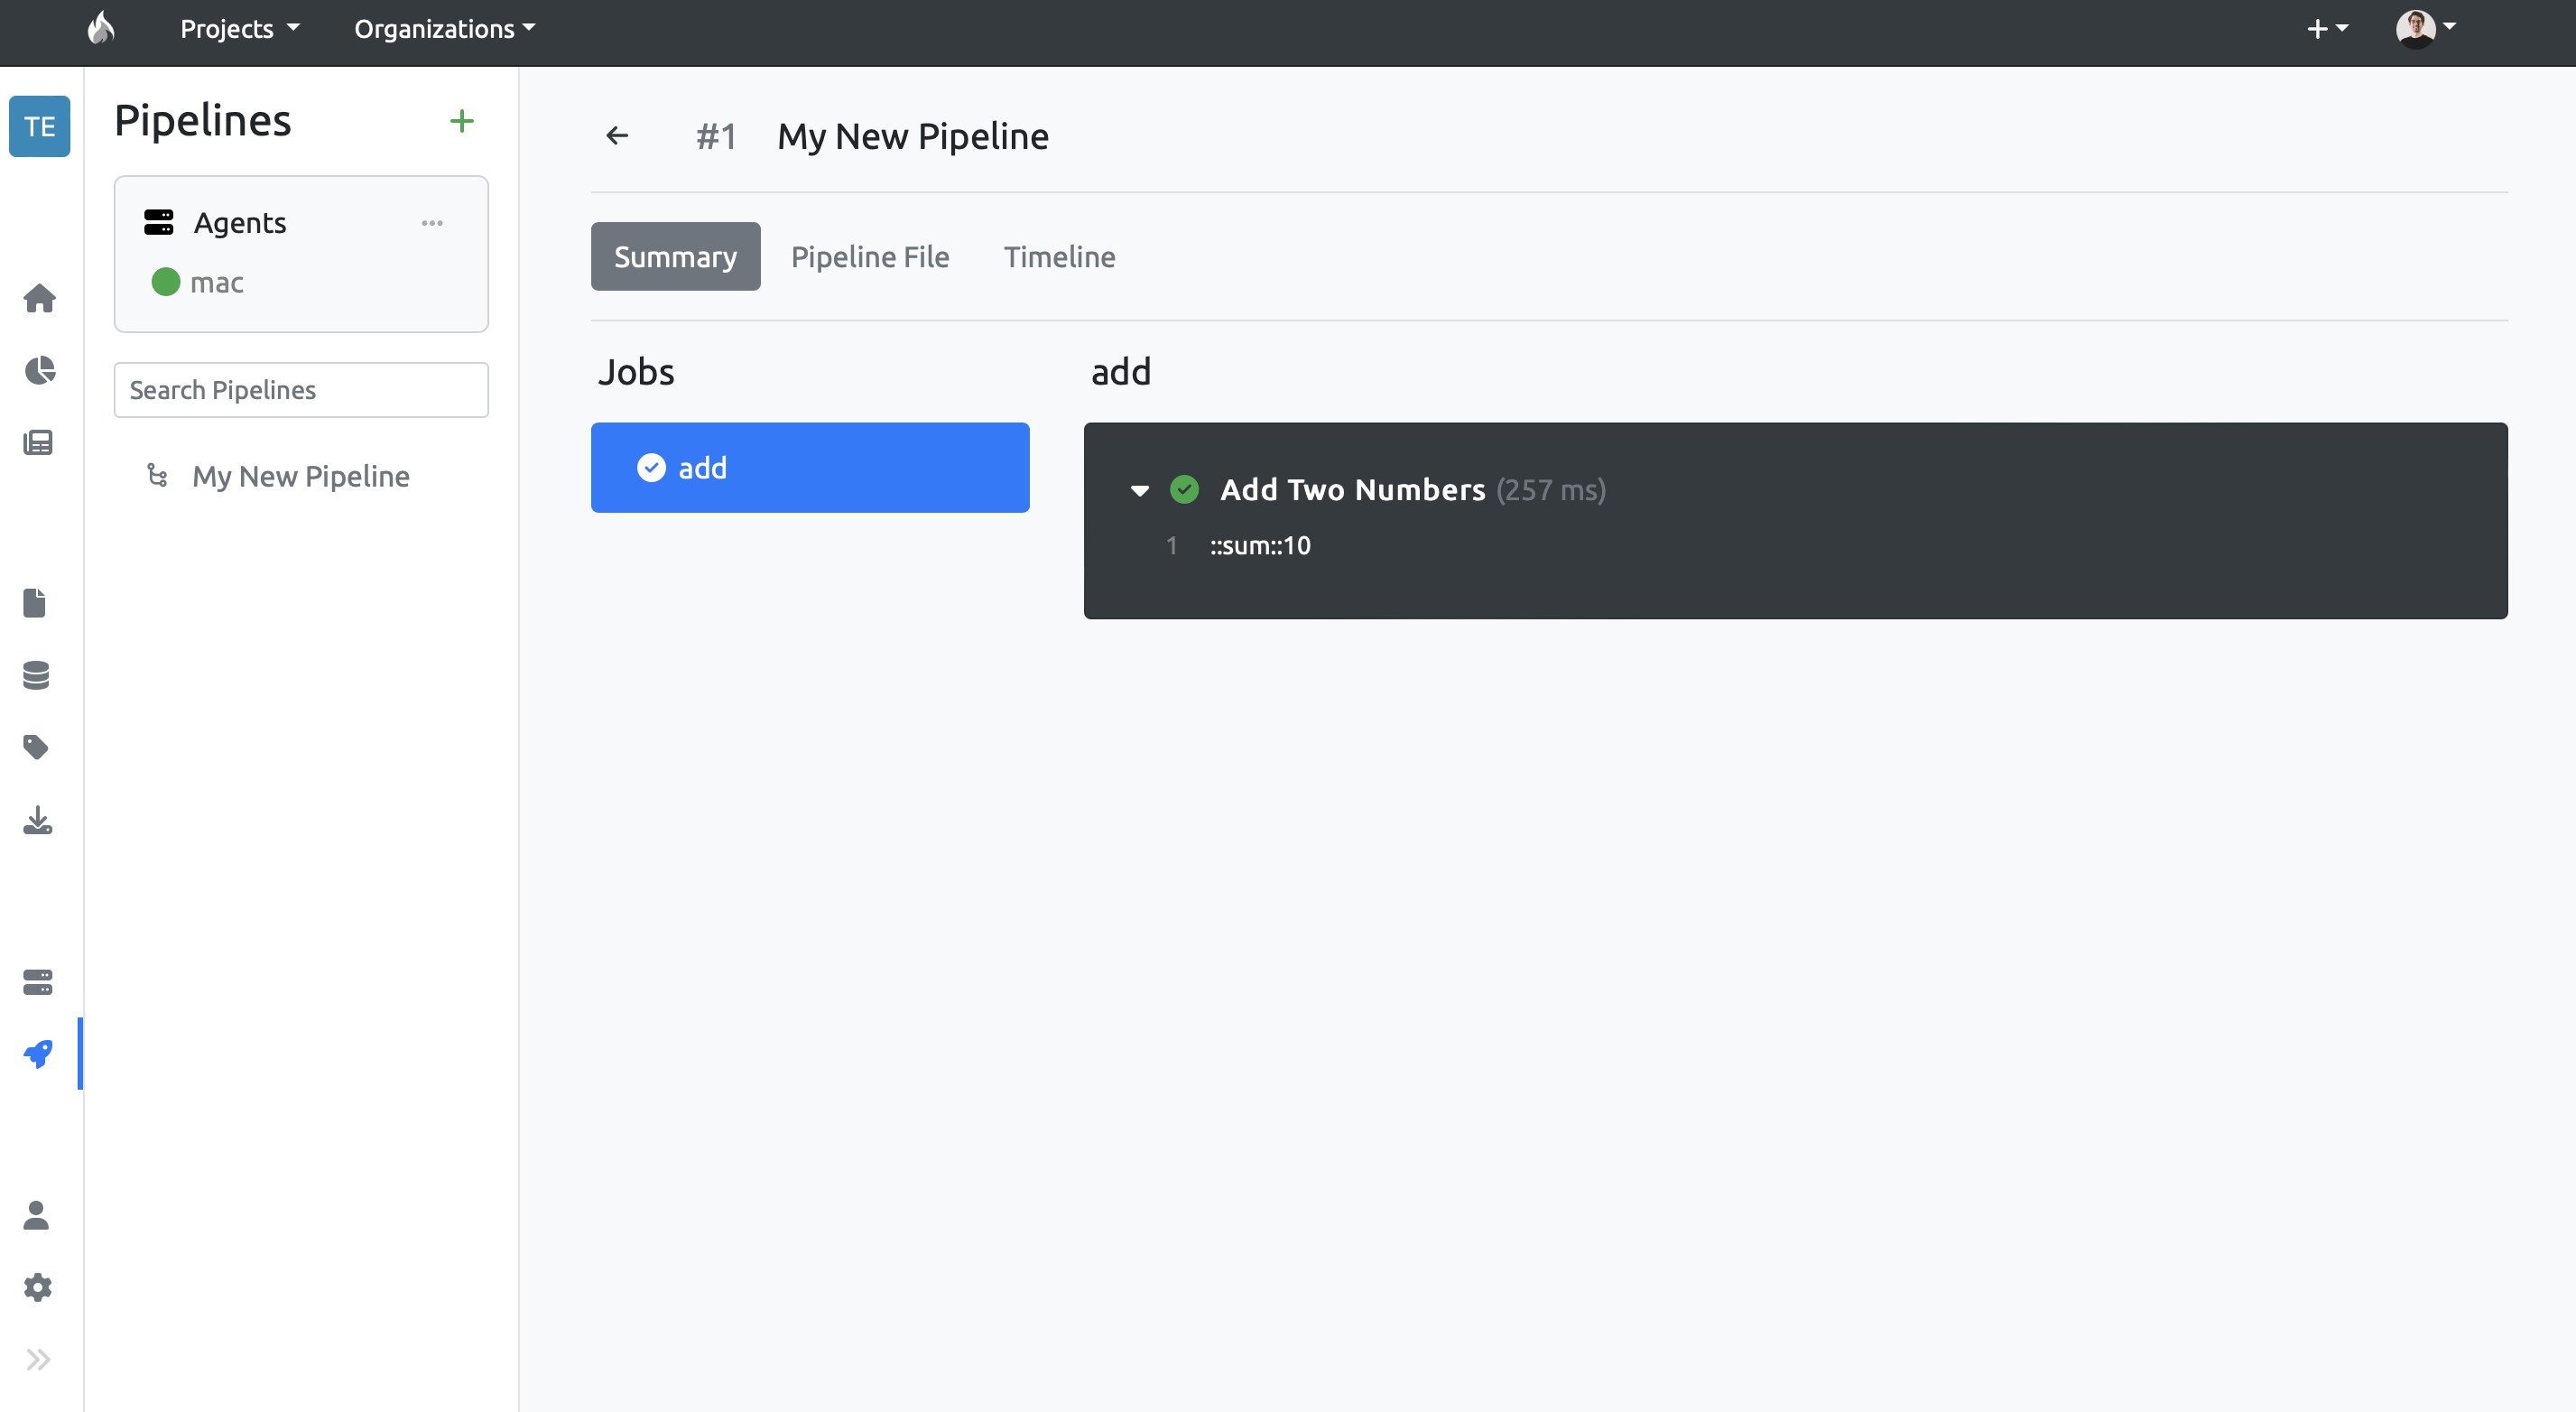 Projects
Organizations
TE
Pipelines
Agents
mac
Search Pipelines
My New Pipeline
#1 My New Pipeline
Summary
Pipeline File
Timeline
Jobs
add
add
Add Two Numbers (257 ms)
1 ::sum::10